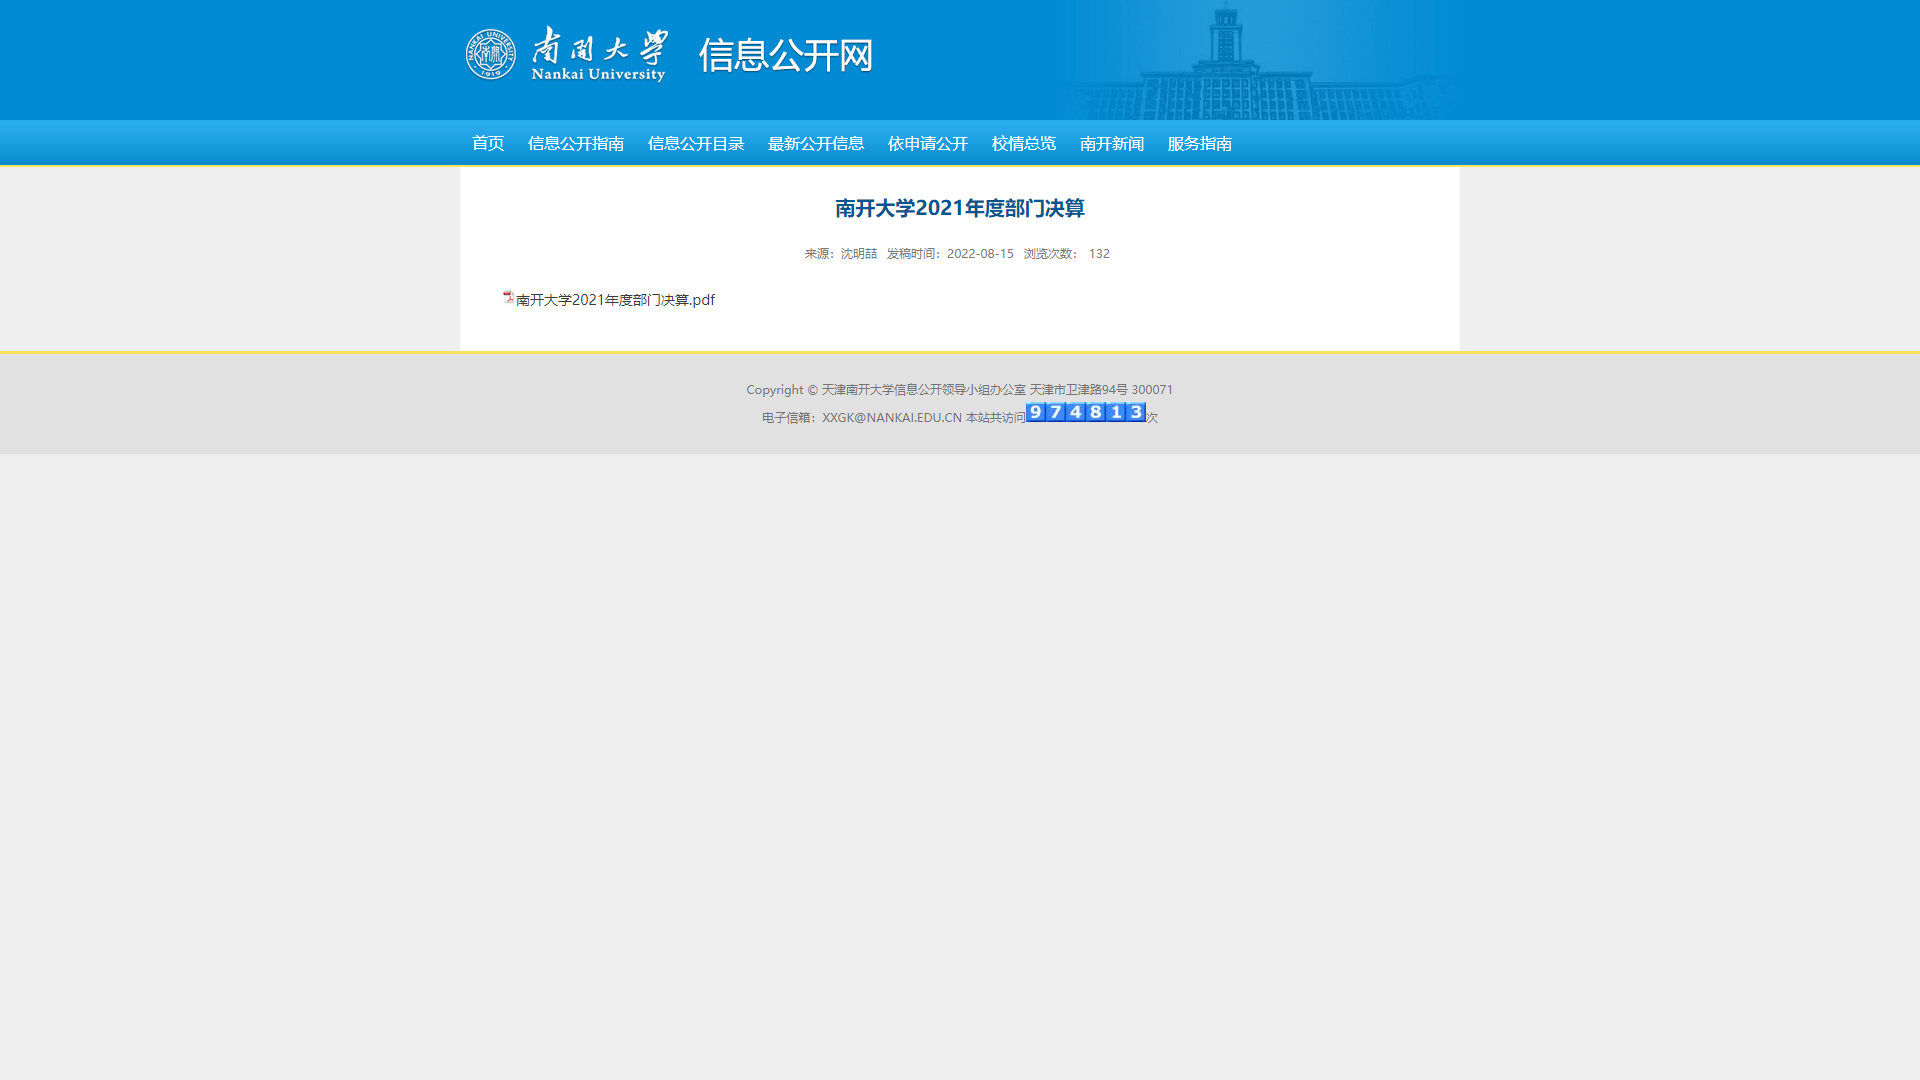 NANKAI UNIVERSITY 1919
南開大學
Nankai University
信息公开网
首页 信息公开指南 信息公开目录 最新公开信息 依申请公开 校情总览 南开新闻 服务指南
南开大学2021年度部门决算
来源：沈明喆 发稿时间：2022-08-15 浏览次数： 132
南开大学2021年度部门决算.pdf
Copyright © 天津南开大学信息公开领导小组办公室 天津市卫津路94号 300071
电子信箱：XXGK@NANKAI.EDU.CN 本站共访问974813次